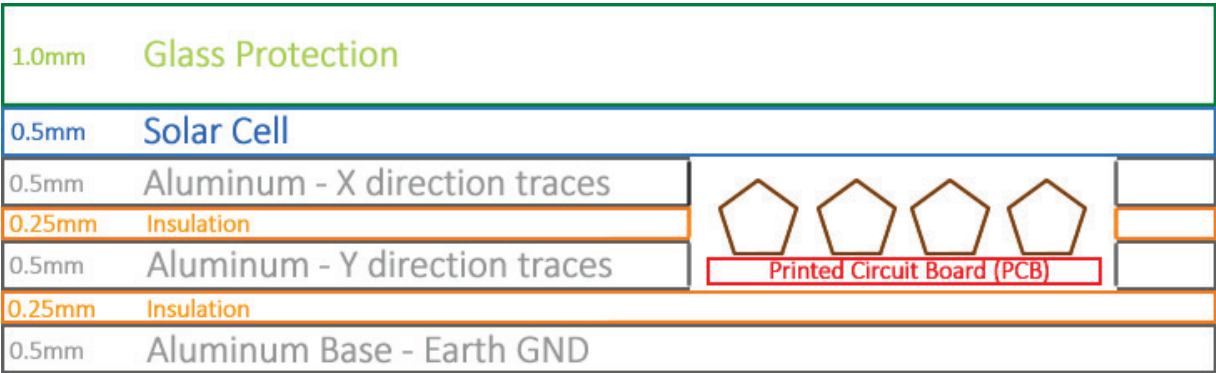 1.0mm Glass Protection
0.5mm Solar Cell
0.5mm Aluminum - X direction traces
0.25mm Insulation
0.5mm Aluminum - Y direction traces
Printed Circuit Board (PCB)
0.25mm Insulation
0.5mm Aluminum Base - Earth GND